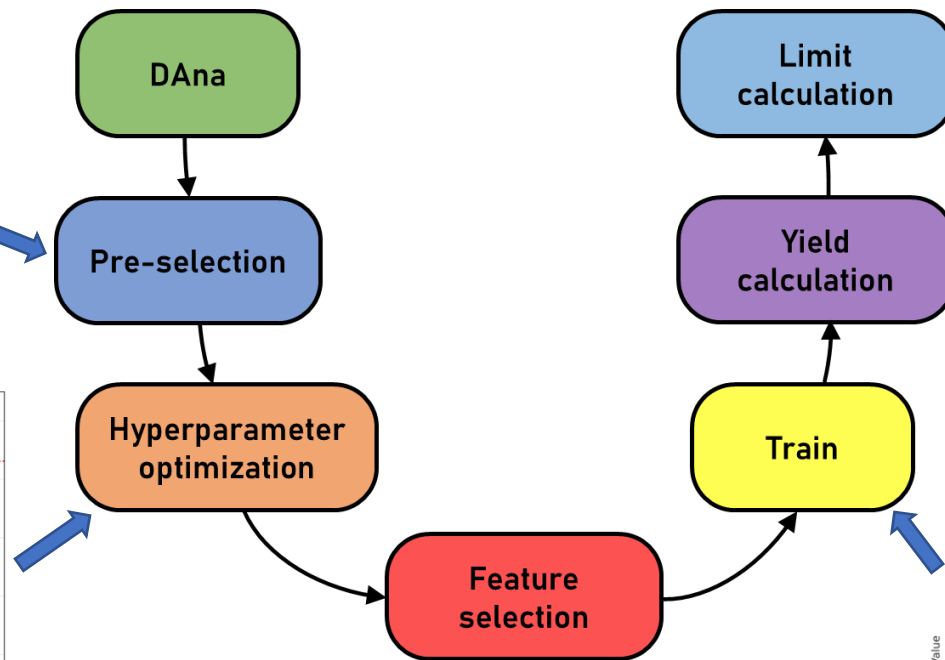 DAna
Pre-selection
Hyperparameter
optimization
Feature
selection
Train
Yield
calculation
Limit
calculation